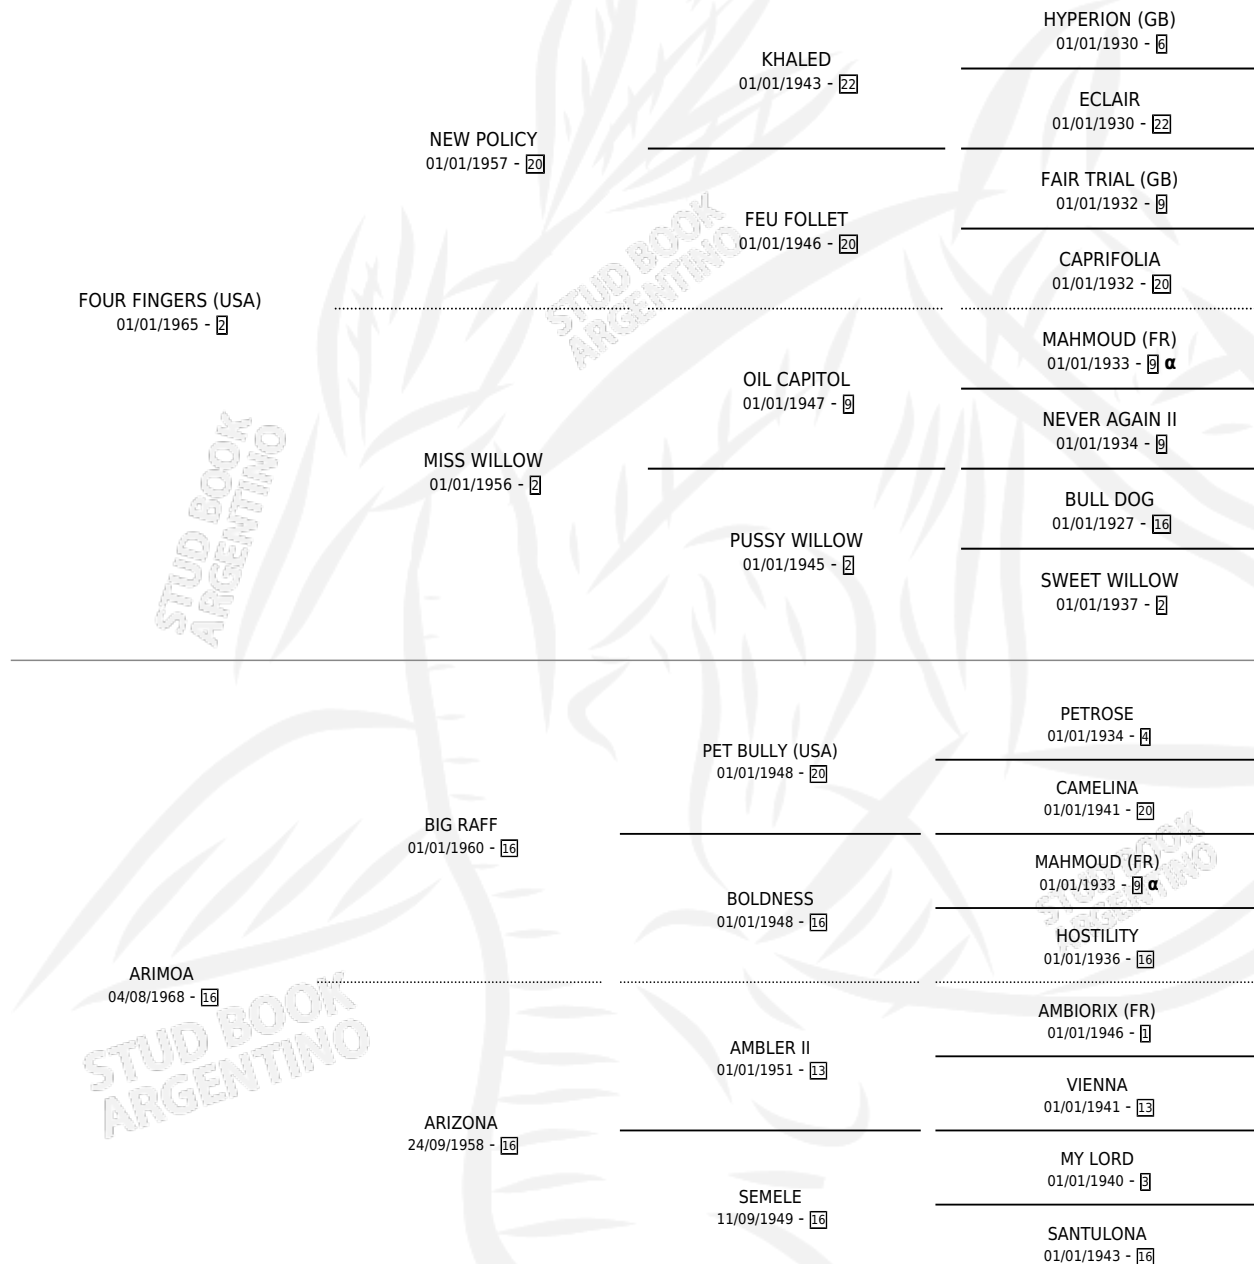 HYPERION (GB)
01/01/1930 - 6
KHALED
01/01/1943 - 22
ECLAIR
01/01/1930 - 22
NEW POLICY
01/01/1957 - 20
FAIR TRIAL (GB)
01/01/1932 - 9
FEU FOLLET
01/01/1946 - 20
CAPRIFOLIA
01/01/1932 - 20
FOUR FINGERS (USA)
01/01/1965 - 2
MAHMOUD (FR)
01/01/1933 - 9 α
OIL CAPITOL
01/01/1947 - 9
NEVER AGAIN II
01/01/1934 - 9
MISS WILLOW
01/01/1956 - 2
BULL DOG
01/01/1927 - 16
PUSSY WILLOW
01/01/1945 - 2
SWEET WILLOW
01/01/1937 - 2
PETROSE
01/01/1934 - 4
PET BULLY (USA)
01/01/1948 - 20
CAMELINA
01/01/1941 - 20
BIG RAFF
01/01/1960 - 16
MAHMOUD (FR)
01/01/1933 - 9 α
BOLDNESS
01/01/1948 - 16
HOSTILITY
01/01/1936 - 16
ARIMOA
04/08/1968 - 16
AMBIORIX (FR)
01/01/1946 - 1
AMBLER II
01/01/1951 - 13
VIENNA
01/01/1941 - 13
ARIZONA
24/09/1958 - 16
MY LORD
01/01/1940 - 3
SEMELE
11/09/1949 - 16
SANTULONA
01/01/1943 - 16
STUD BOOK
ARGENTINO
STUD BOOK
ARGENTINO
STUD BOOK
ARGENTINO
STUD BOOK
ARGENTINO